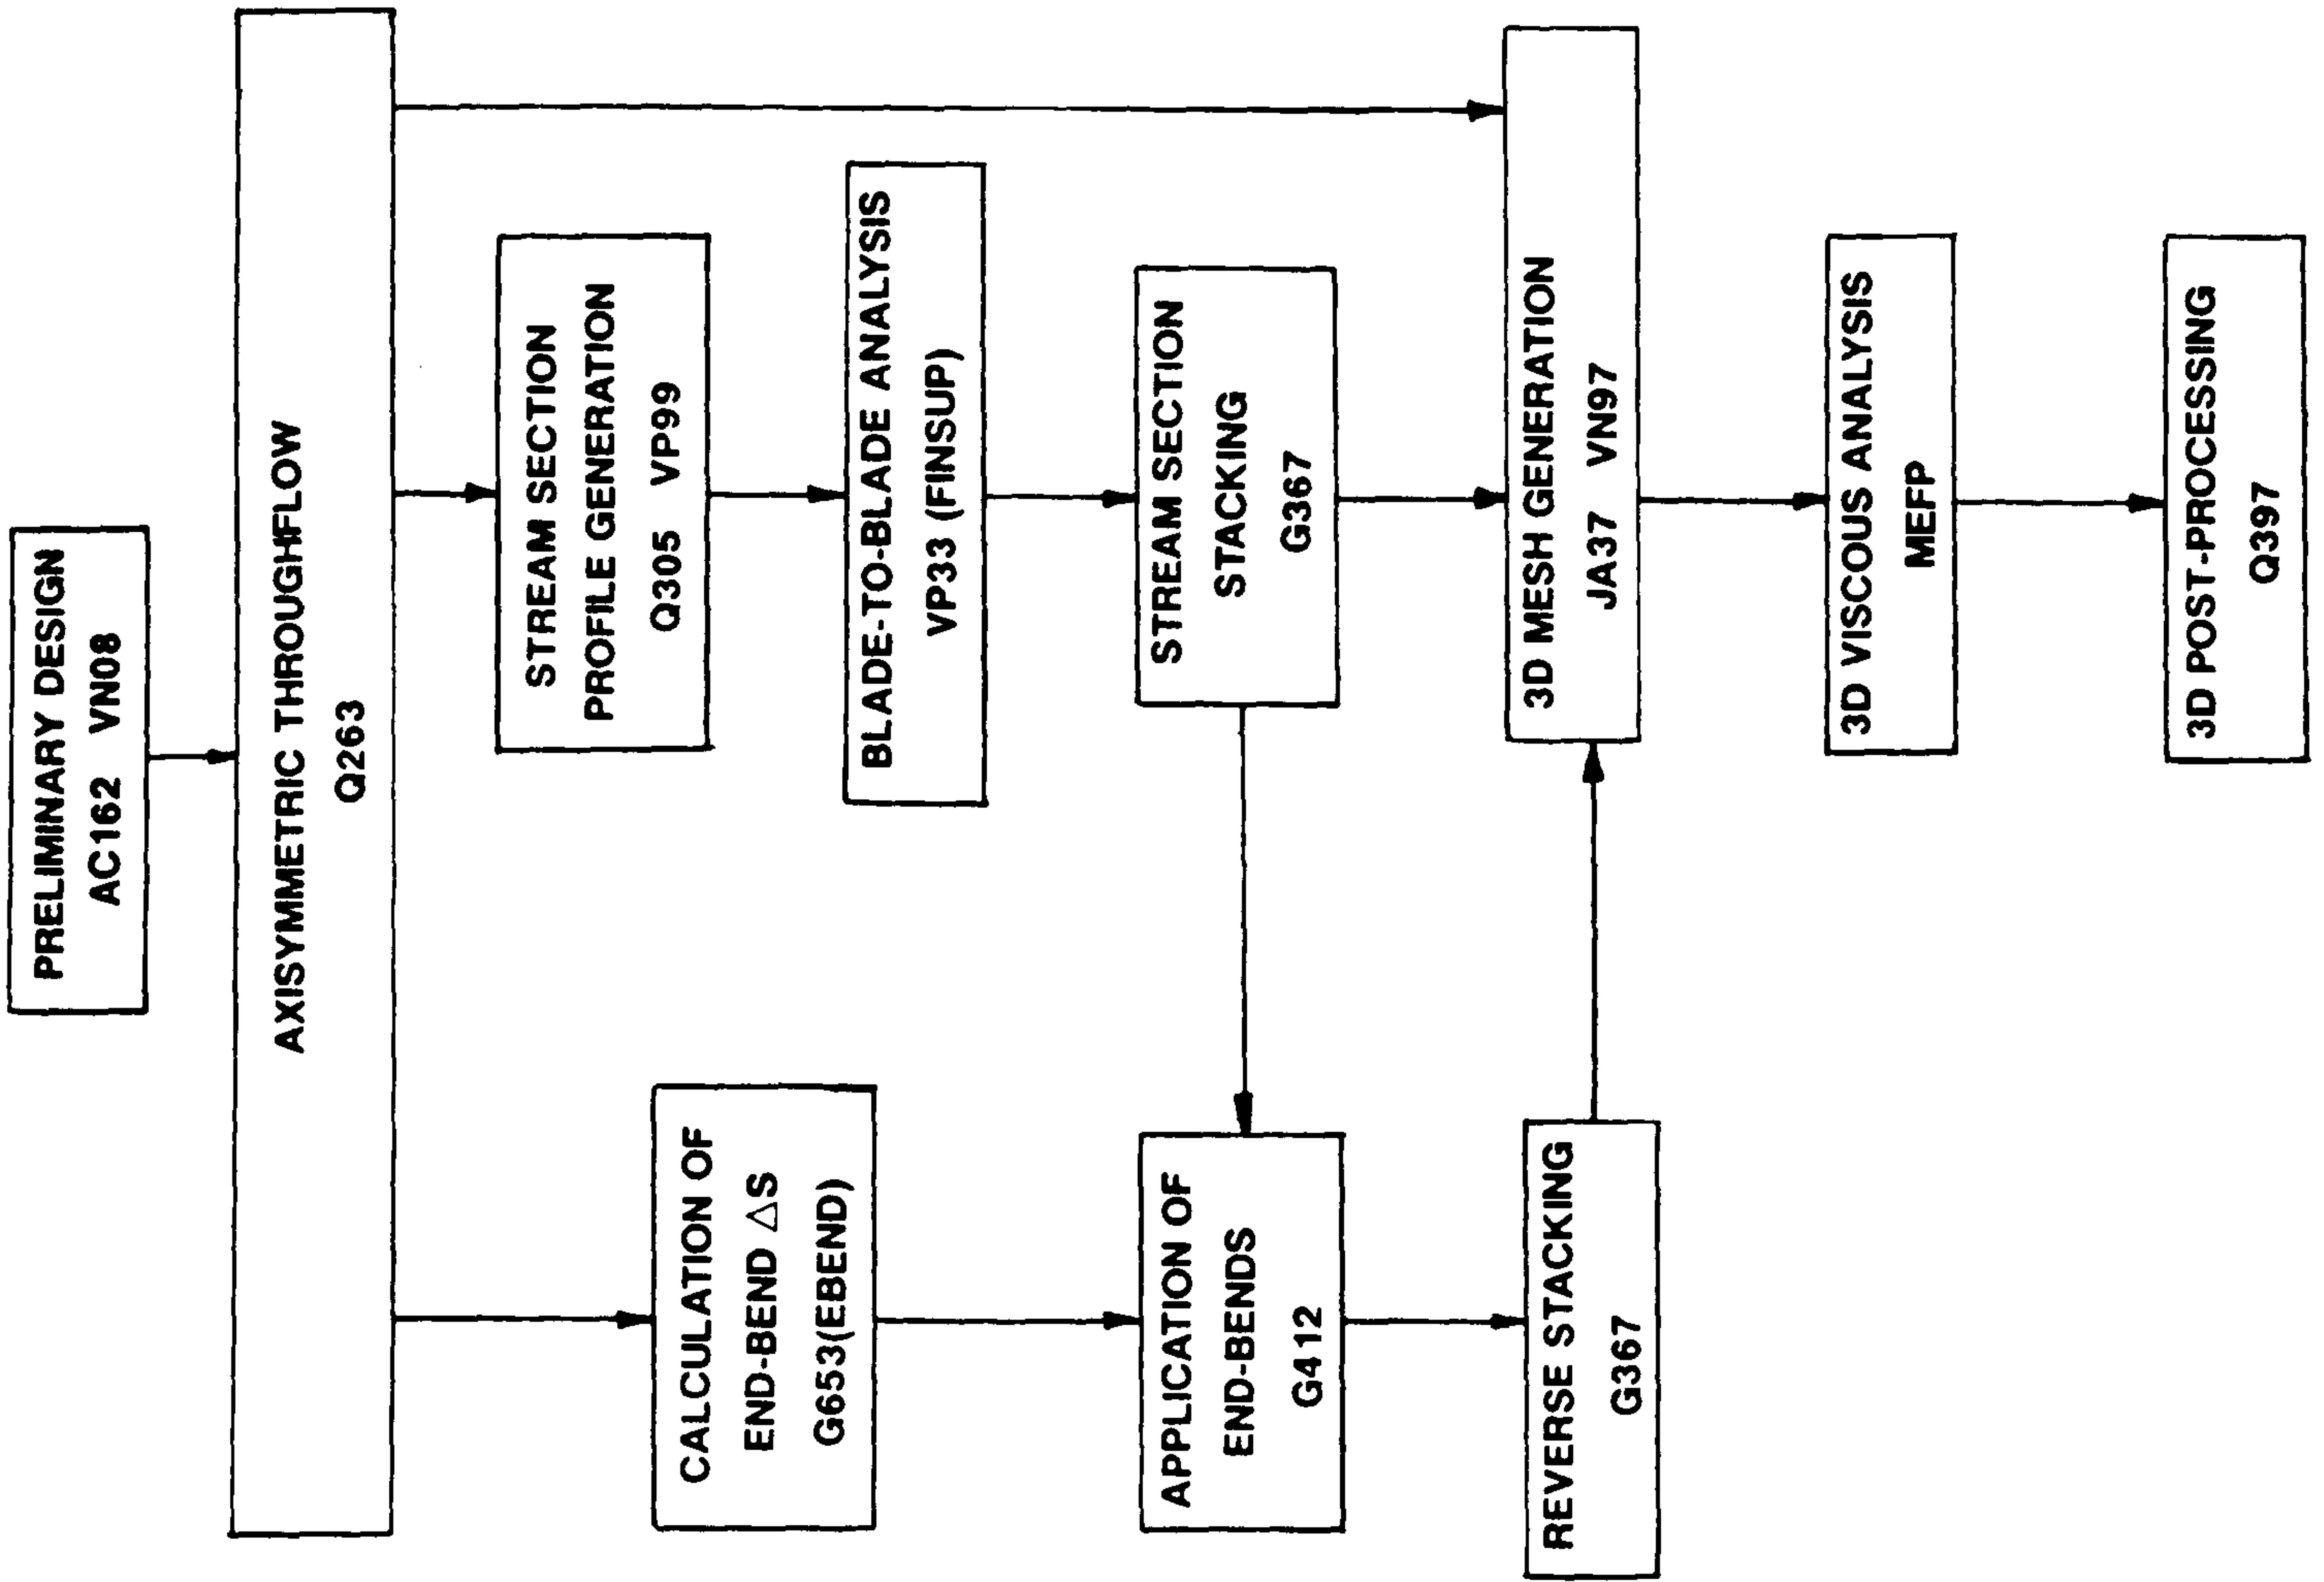 PRELIMINARY DESIGN
AC162 VN08
AXISYMMETRIC THROUGHFLOW
Q263
STREAM SECTION
PROFILE GENERATION
Q305 VP99
BLADE-TO-BLADE ANALYSIS
VP33 (FINSUP)
STREAM SECTION
STACKING
G367
CALCULATION OF
END-BEND △S
G653(EBEND)
APPLICATION OF
END-BENDS
G412
REVERSE STACKING
G367
3D MESH GENERATION
JA37 VN97
3D VISCOUS ANALYSIS
MEFP
3D POST-PROCESSING
Q397